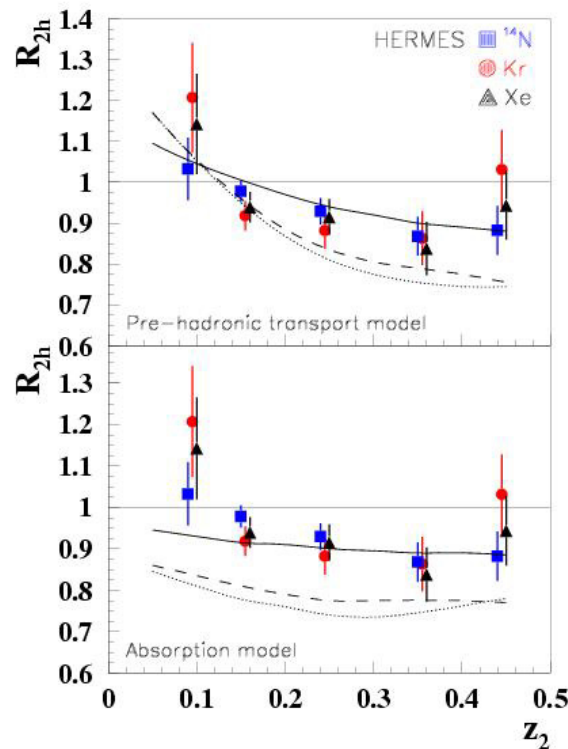 R2h
1.4
1.3
1.2
1.1
1
0.9
0.8
0.7
0.6
HERMES
14N
Kr
Xe
Pre-hadronic transport model
R2h
1.3
1.2
1.1
1
0.9
0.8
0.7
0.6
Absorption model
0 0.1 0.2 0.3 0.4 0.5
z2